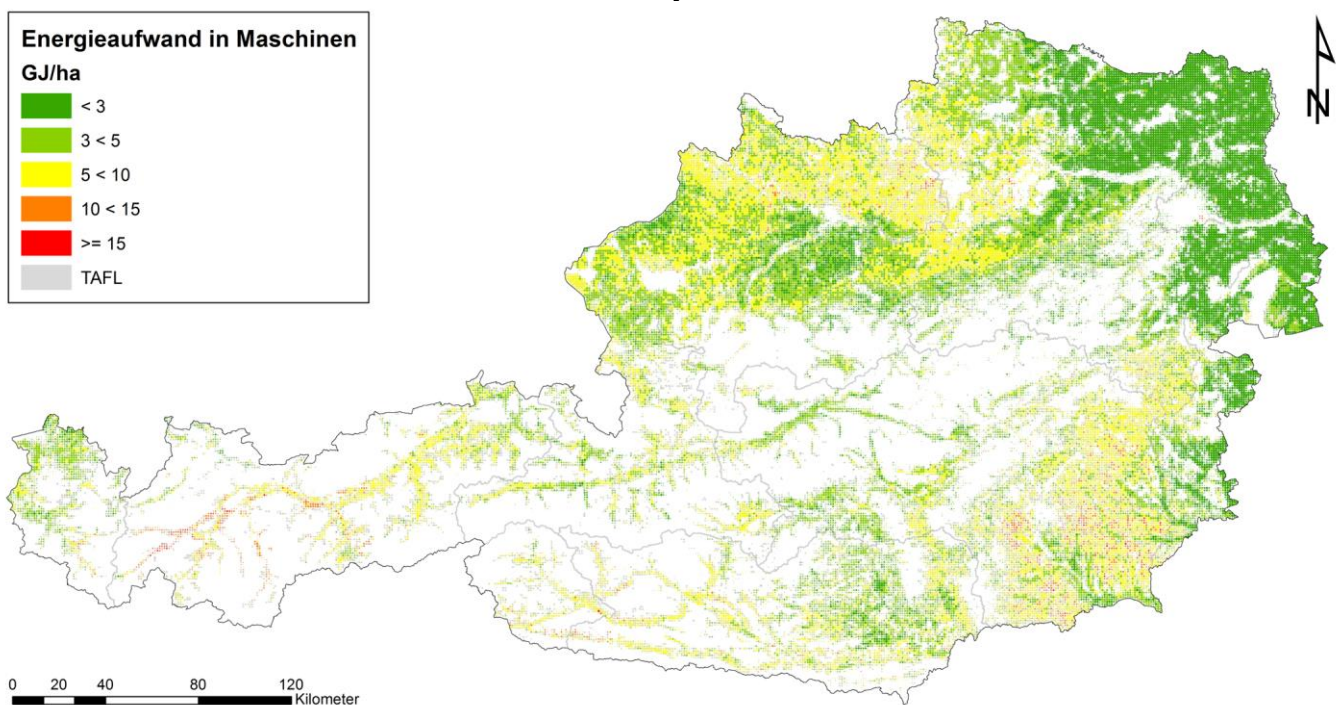 Energieaufwand in Maschinen
GJ/ha
< 3
3 < 5
5 < 10
10 < 15
>= 15
TAFL
N
0 20 40 80 120
Kilometer